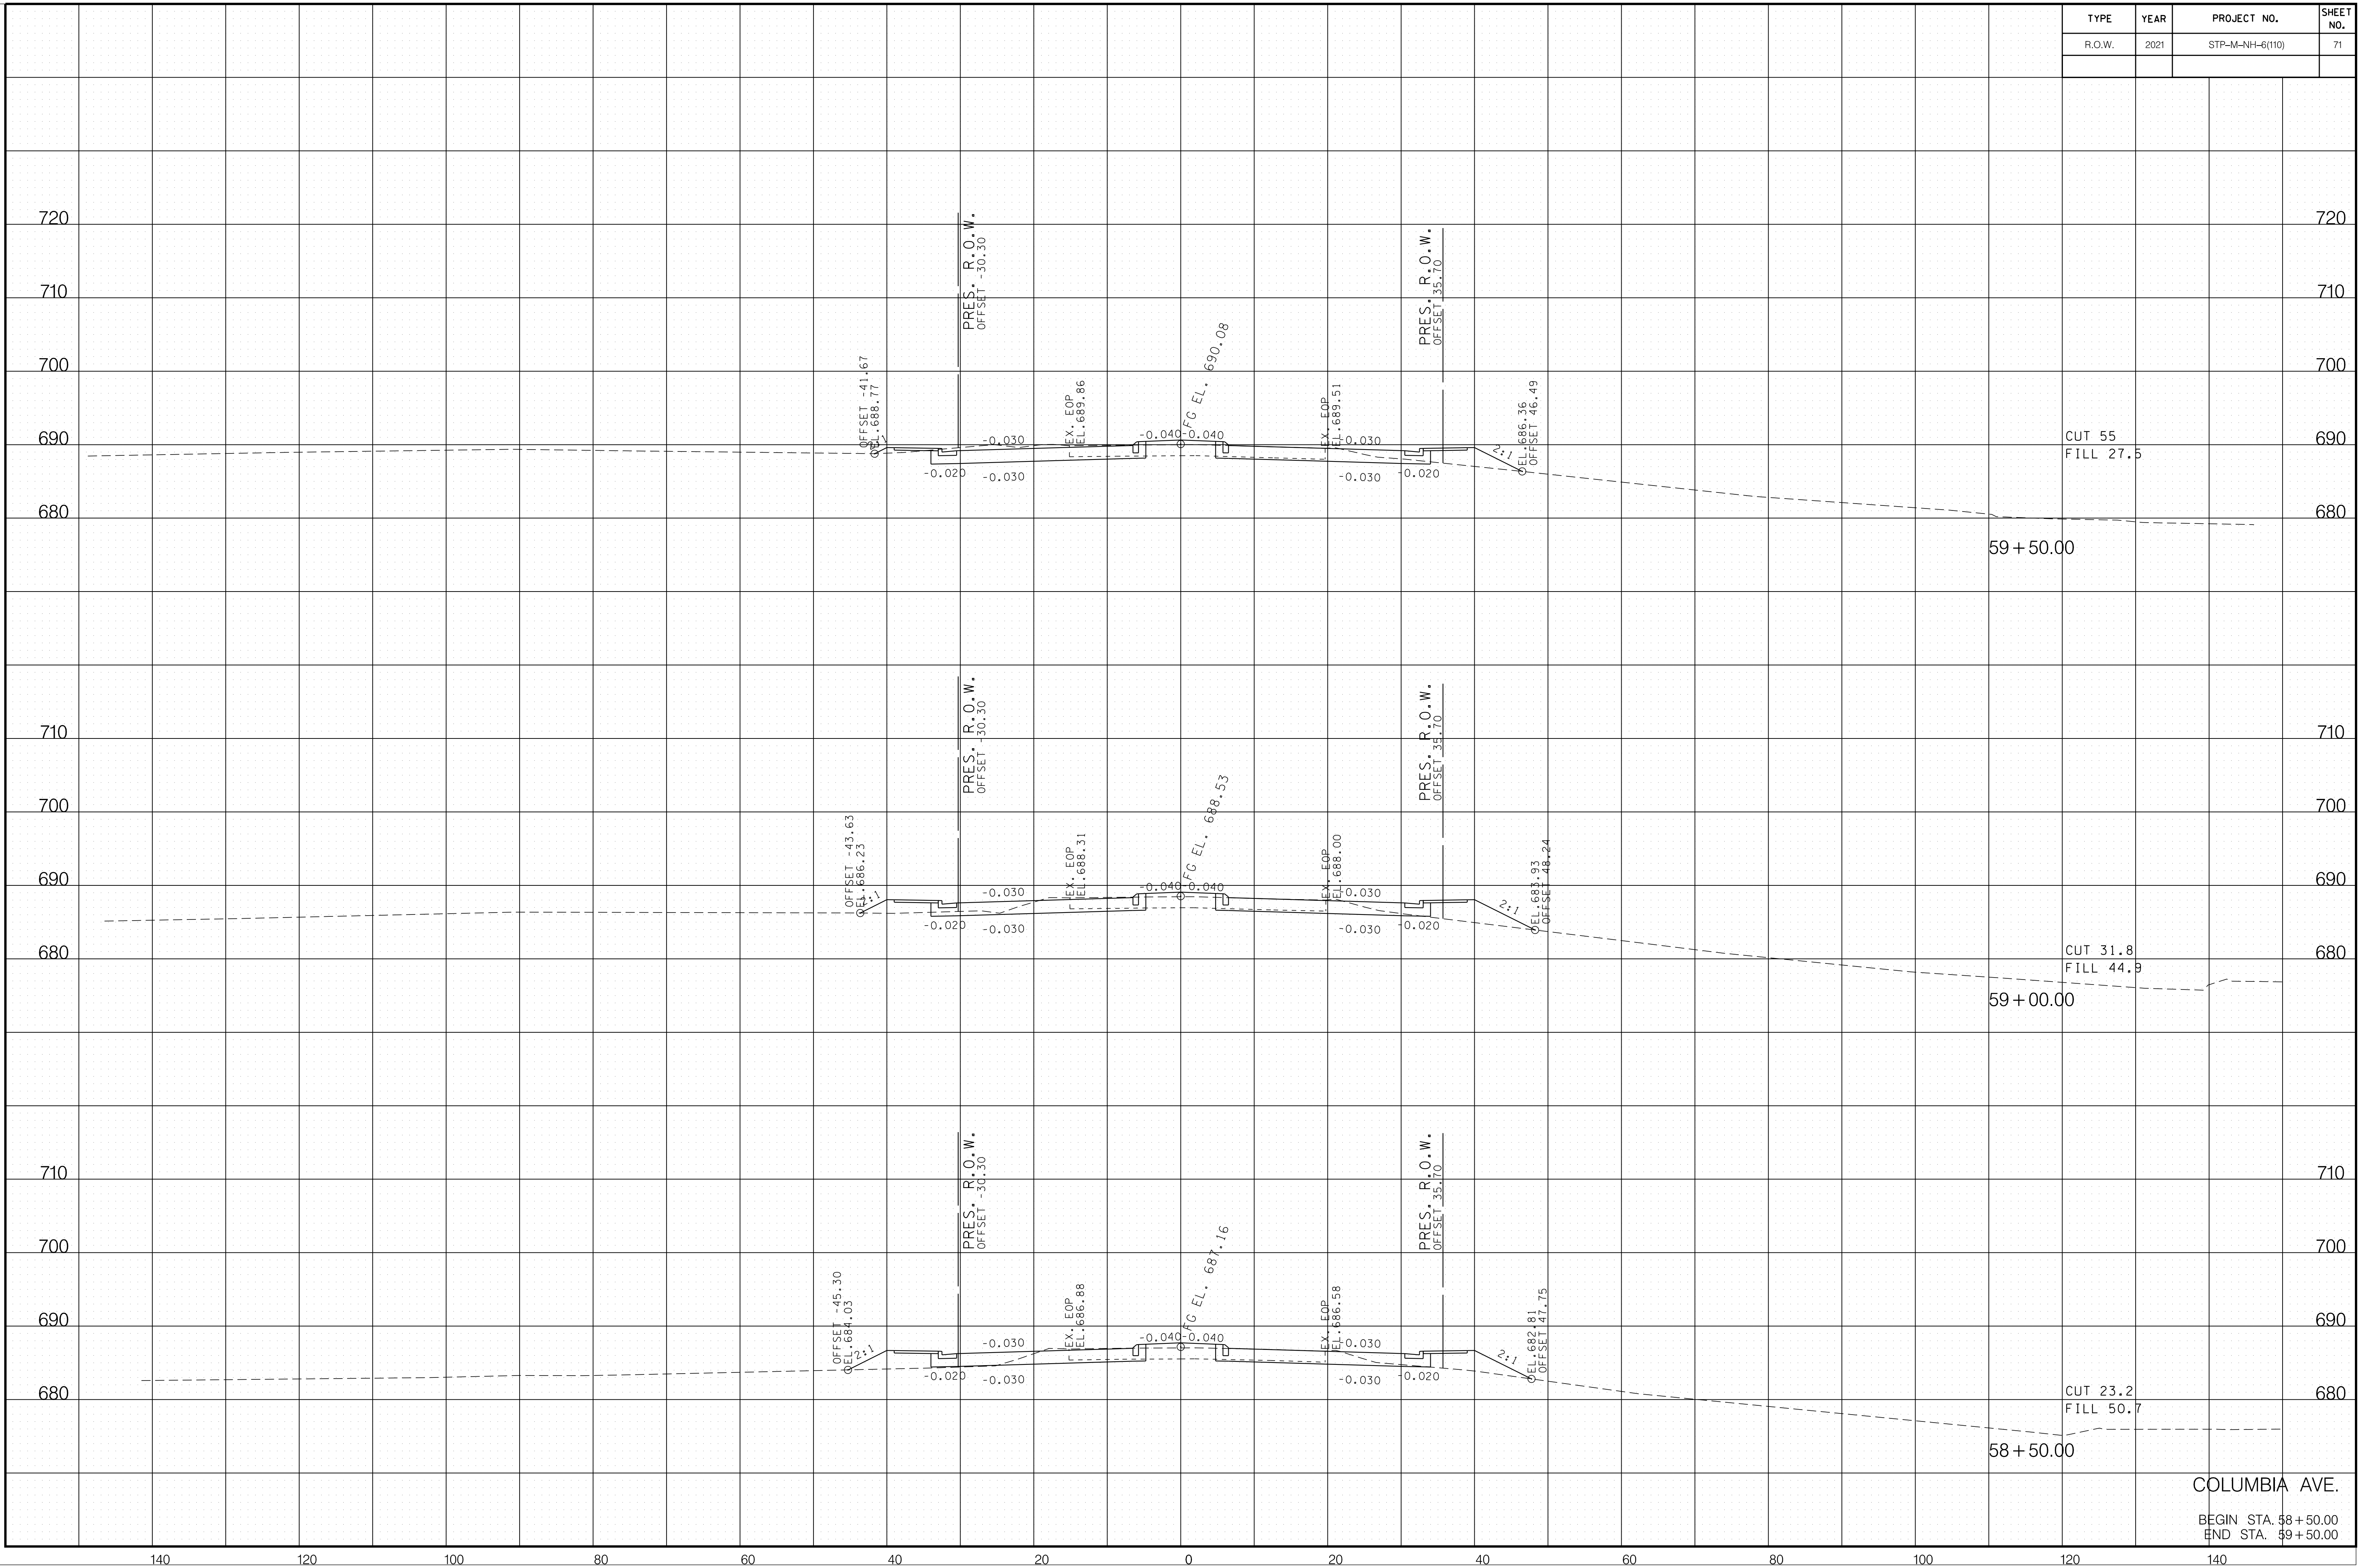 TYPE YEAR PROJECT NO. SHEET NO.
R.O.W. 2021 STP-M-NH-6(110) 71
720 720
710 710
700 700
690 690
680 680
PRES. R.O.W.
OFFSET -30.30
PRES. R.O.W.
OFFSET 35.70
OFFSET -41.67
EL.688.77
EX. EOP
EL.689.86
FG EL. 690.08
EX. EOP
EL.689.51
EL.686.36
OFFSET 46.49
-0.030 -0.040 -0.040 -0.030 2:1
-0.020 -0.030 -0.030 -0.020
CUT 55
FILL 27.5
59+50.00
710 710
700 700
690 690
680 680
PRES. R.O.W.
OFFSET -30.30
PRES. R.O.W.
OFFSET 35.70
OFFSET -43.63
EL.686.23
EX. EOP
EL.688.31
FG EL. 688.53
EX. EOP
EL.688.00
EL.683.93
OFFSET 48.24
2:1 -0.030 -0.040 -0.040 -0.030 2:1
-0.020 -0.030 -0.030 -0.020
CUT 31.8
FILL 44.9
59+00.00
710 710
700 700
690 690
680 680
PRES. R.O.W.
OFFSET -30.30
PRES. R.O.W.
OFFSET 35.70
OFFSET -45.30
EL.684.03
EX. EOP
EL.686.88
FG EL. 687.16
EX. EOP
EL.686.58
EL.682.81
OFFSET 47.75
2:1 -0.030 -0.040 -0.040 -0.030 2:1
-0.020 -0.030 -0.030 -0.020
CUT 23.2
FILL 50.7
58+50.00
COLUMBIA AVE.
BEGIN STA. 58+50.00
END STA. 59+50.00
140 120 100 80 60 40 20 0 20 40 60 80 100 120 140